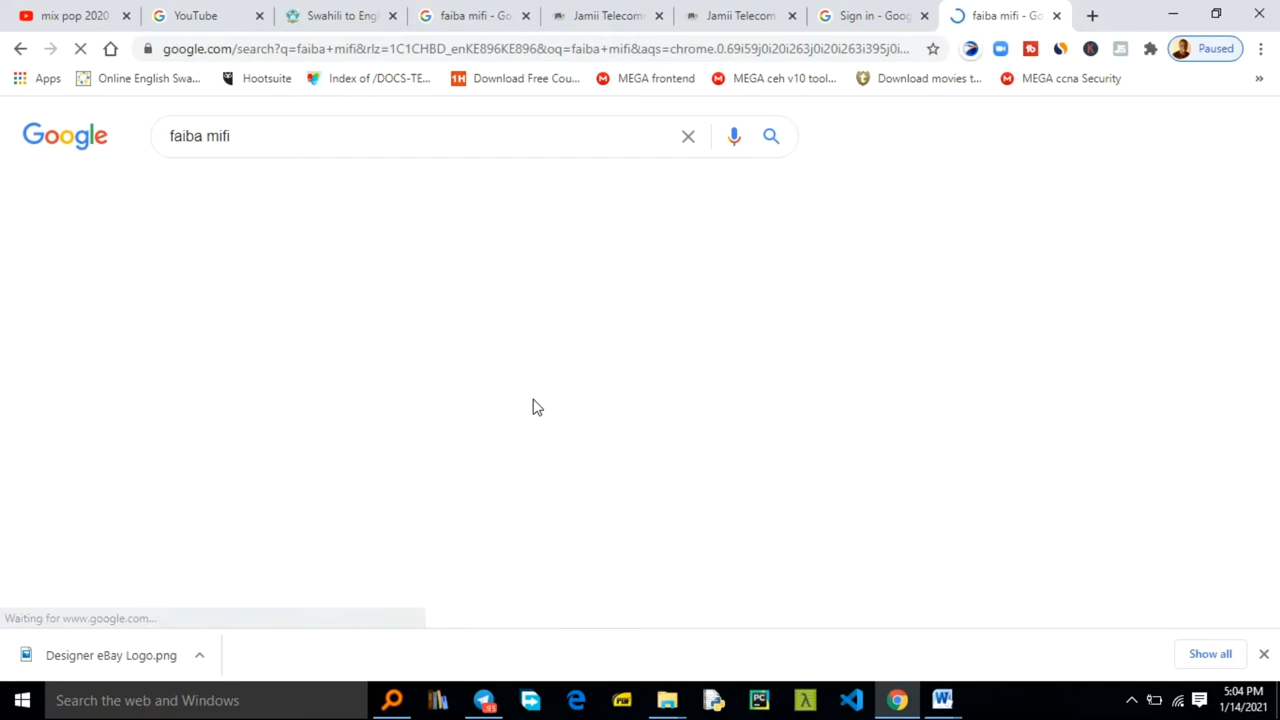 mix pop 2020
YouTube
Swahili to Engl
faiba mifi - Go
Jamii Telecomm
Jamii Telecom
Sign in - Goog
faiba mifi - Go
google.com/search?q=faiba+mifi&rlz=1C1CHBD_enKE896KE896&oq=faiba+mifi&aqs=chrome.0.69i59j0i20i263j0i20i263i395j0i...
Paused
Apps
Online English Swa...
Hootsuite
Index of /DOCS-TE...
1H Download Free Cou...
MEGA frontend
MEGA ceh v10 tool...
Download movies t...
MEGA ccna Security
»
Google
faiba mifi
Waiting for www.google.com...
Designer eBay Logo.png
Show all
Search the web and Windows
5:04 PM
1/14/2021